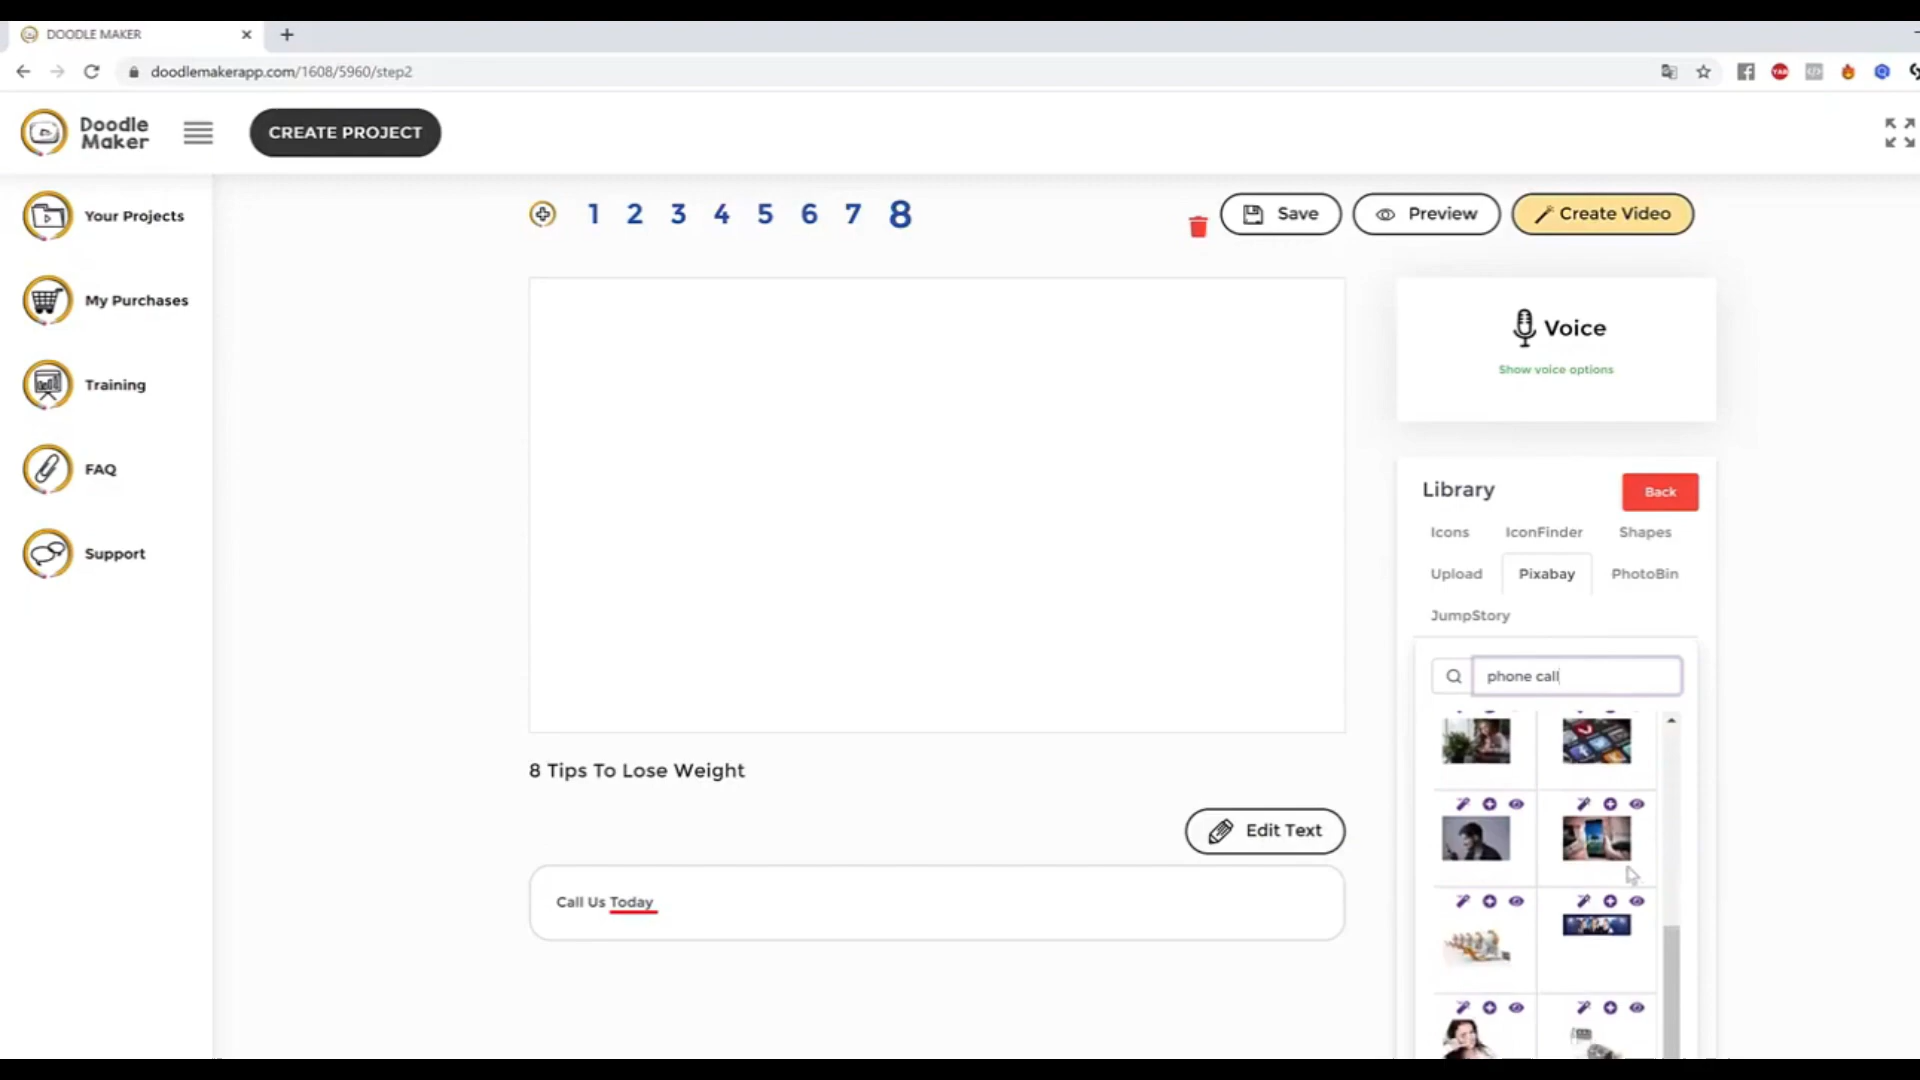 DOODLE MAKER
doodlemakerapp.com/1608/5960/step2
Doodle
Maker
CREATE PROJECT
Your Projects
My Purchases
Training
FAQ
Support
1 2 3 4 5 6 7 8
Save
Preview
Create Video
Voice
Show voice options
Library
Back
Icons
IconFinder
Shapes
Upload
Pixabay
PhotoBin
JumpStory
phone call
8 Tips To Lose Weight
Edit Text
Call Us Today